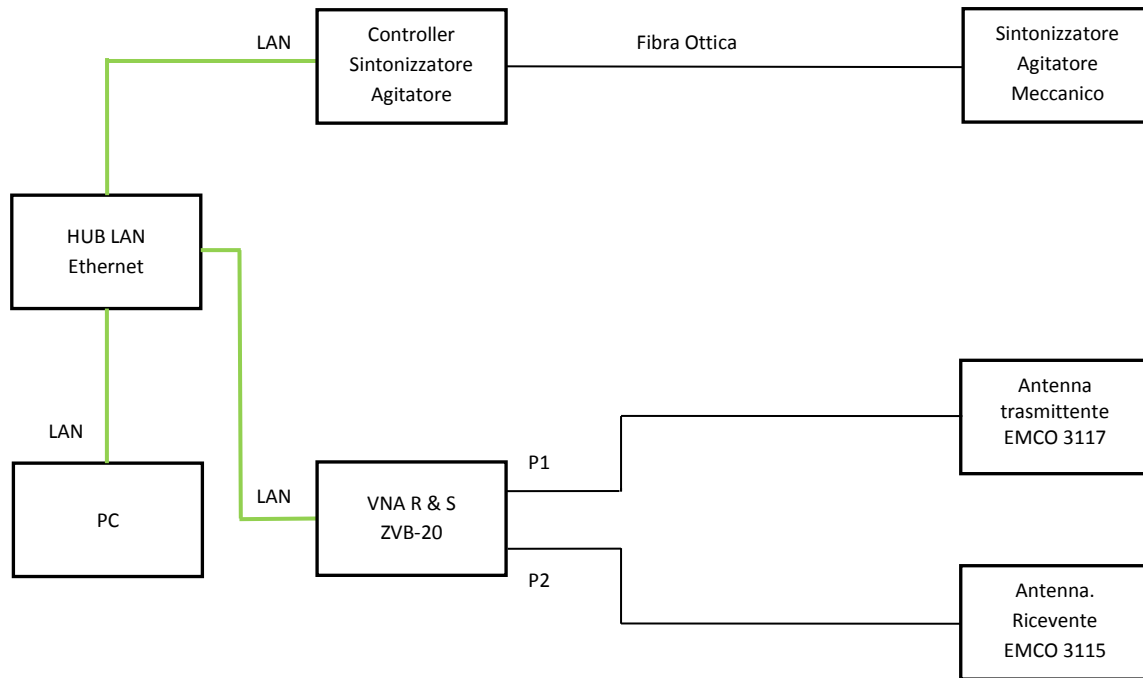 LAN
Controller
Sintonizzatore
Agitatore
Fibra Ottica
Sintonizzatore
Agitatore
Meccanico
HUB LAN
Ethernet
LAN
PC
LAN
VNA R & S
ZVB-20
P1
P2
Antenna
trasmittente
EMCO 3117
Antenna.
Ricevente
EMCO 3115